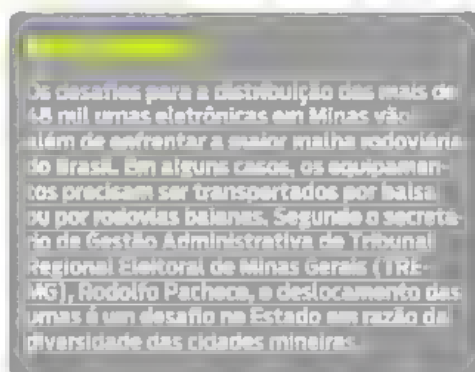 Os desafios para a distribuição das mais de
48 mil urnas eletrônicas em Minas vão
além de enfrentar a maior malha rodoviária
do Brasil. Em alguns casos, os equipamen-
tos precisam ser transportados por balsa
ou por rodovias baianas. Segundo o secretá-
rio de Gestão Administrativa do Tribunal
Regional Eleitoral de Minas Gerais (TRE-
MG), Rodolfo Pacheco, o deslocamento das
urnas é um desafio no Estado em razão da
diversidade das cidades mineiras.